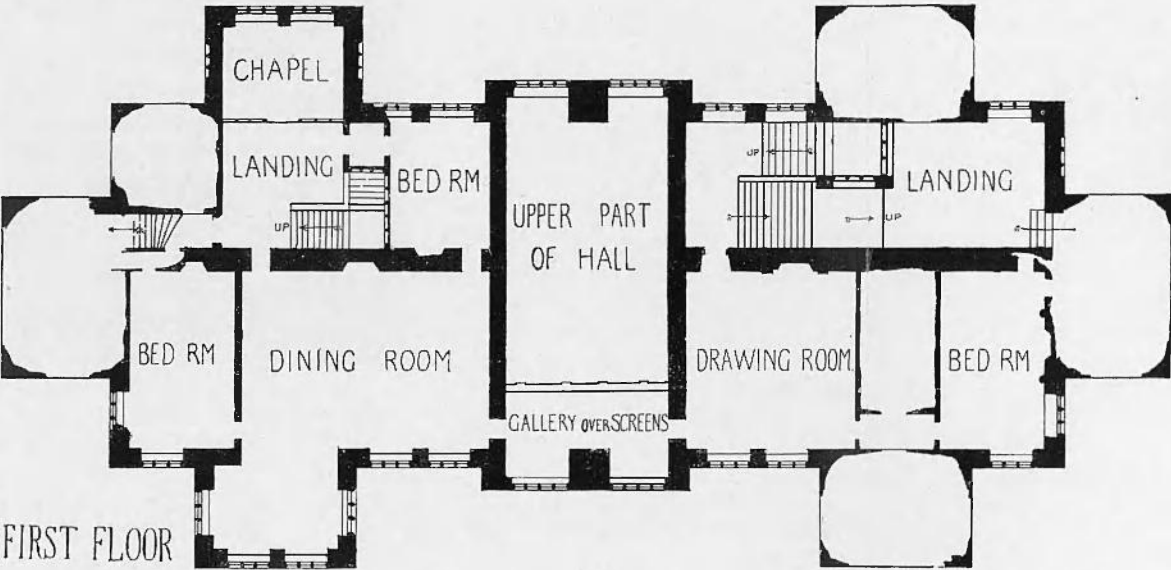 CHAPEL
LANDING
BED RM
UP
UPPER PART
OF HALL
UP
UP
LANDING
BED RM
DINING ROOM
DRAWING ROOM
BED RM
GALLERY OVER SCREENS
FIRST FLOOR